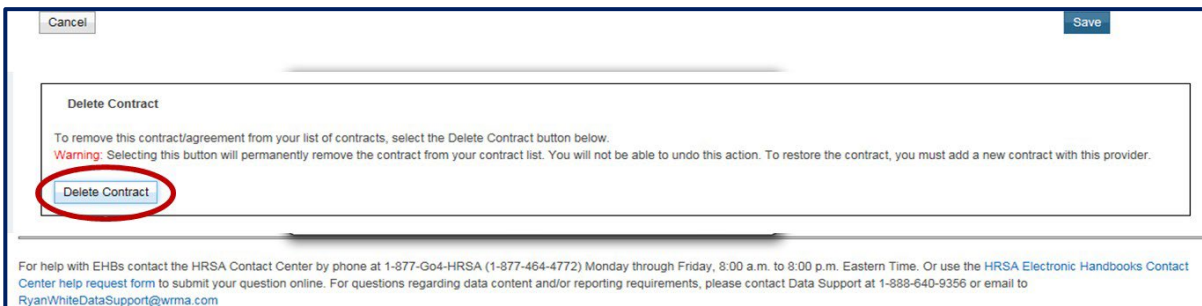 Cancel Save
Delete Contract
To remove this contract/agreement from your list of contracts, select the Delete Contract button below.
Warning: Selecting this button will permanently remove the contract from your contract list. You will not be able to undo this action. To restore the contract, you must add a new contract with this provider.
Delete Contract
For help with EHBs contact the HRSA Contact Center by phone at 1-877-Go4-HRSA (1-877-464-4772) Monday through Friday, 8:00 a.m. to 8:00 p.m. Eastern Time. Or use the HRSA Electronic Handbooks Contact
Center help request form to submit your question online. For questions regarding data content and/or reporting requirements, please contact Data Support at 1-888-640-9356 or email to
RyanWhiteDataSupport@wrma.com